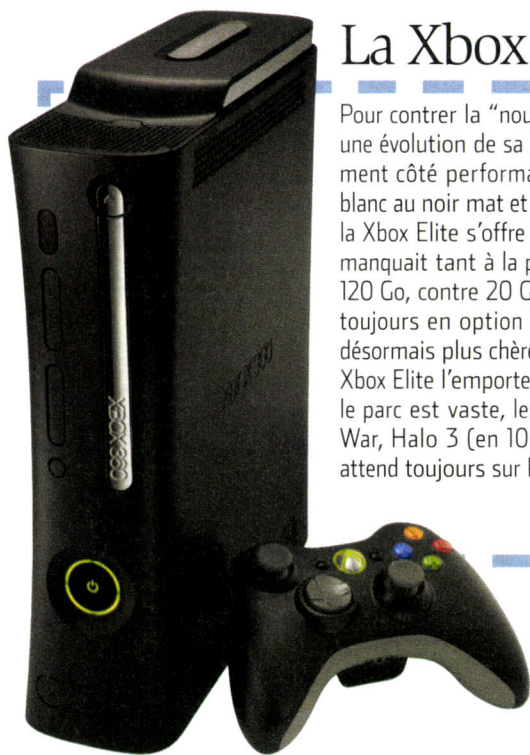 La Xbox
Pour contrer la “nou
une évolution de sa
ment côté performa
blanc au noir mat et
la Xbox Elite s’offre
manquait tant à la p
120 Go, contre 20 G
toujours en option
désormais plus chère
Xbox Elite l’emporte
le parc est vaste, le
War, Halo 3 (en 10
attend toujours sur l
XBOX360
XBOX360